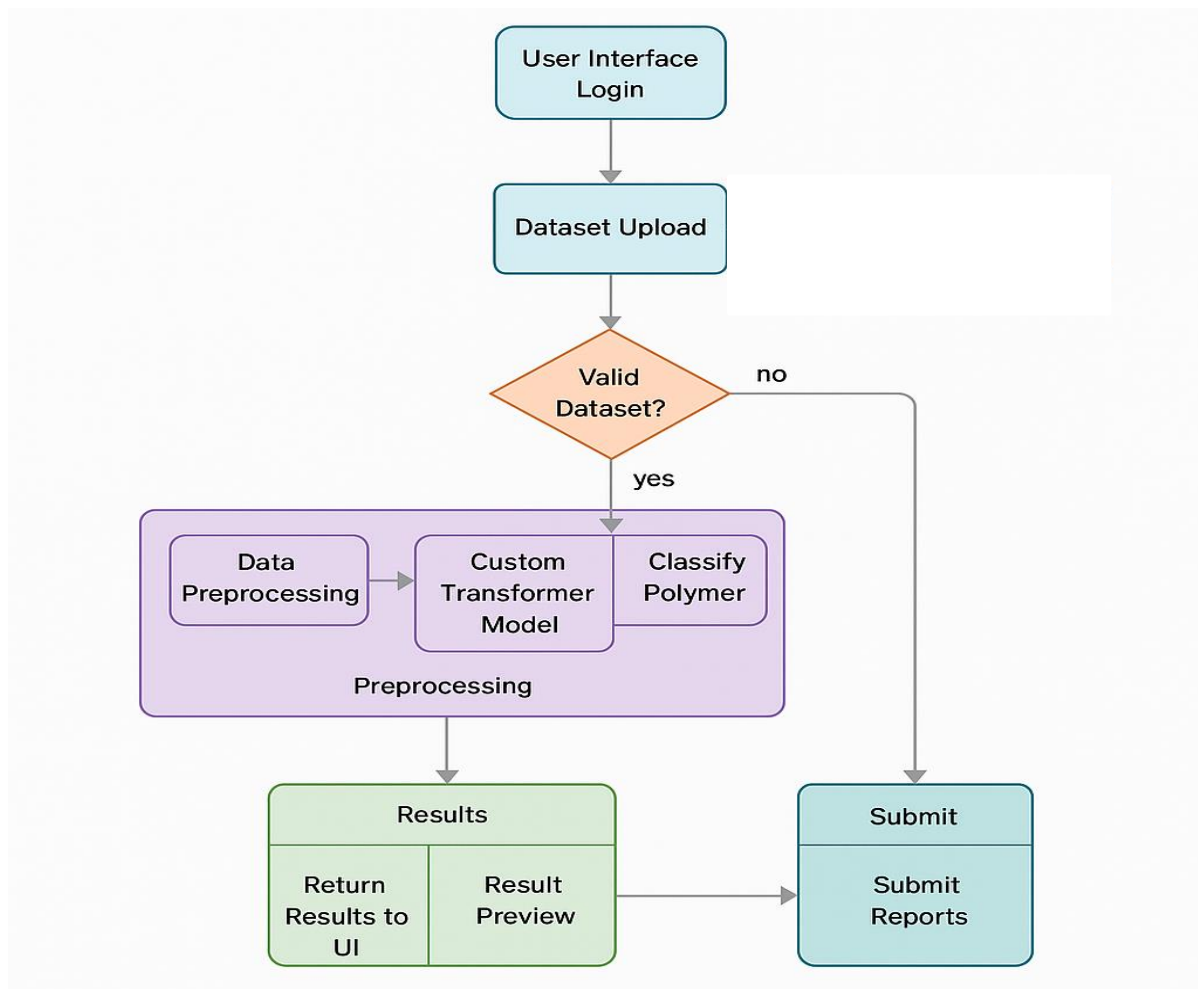 User Interface
Login
Dataset Upload
Valid
Dataset?
no
yes
Data
Preprocessing
Custom
Transformer
Model
Classify
Polymer
Preprocessing
Results
Return
Results to
UI
Result
Preview
Submit
Submit
Reports